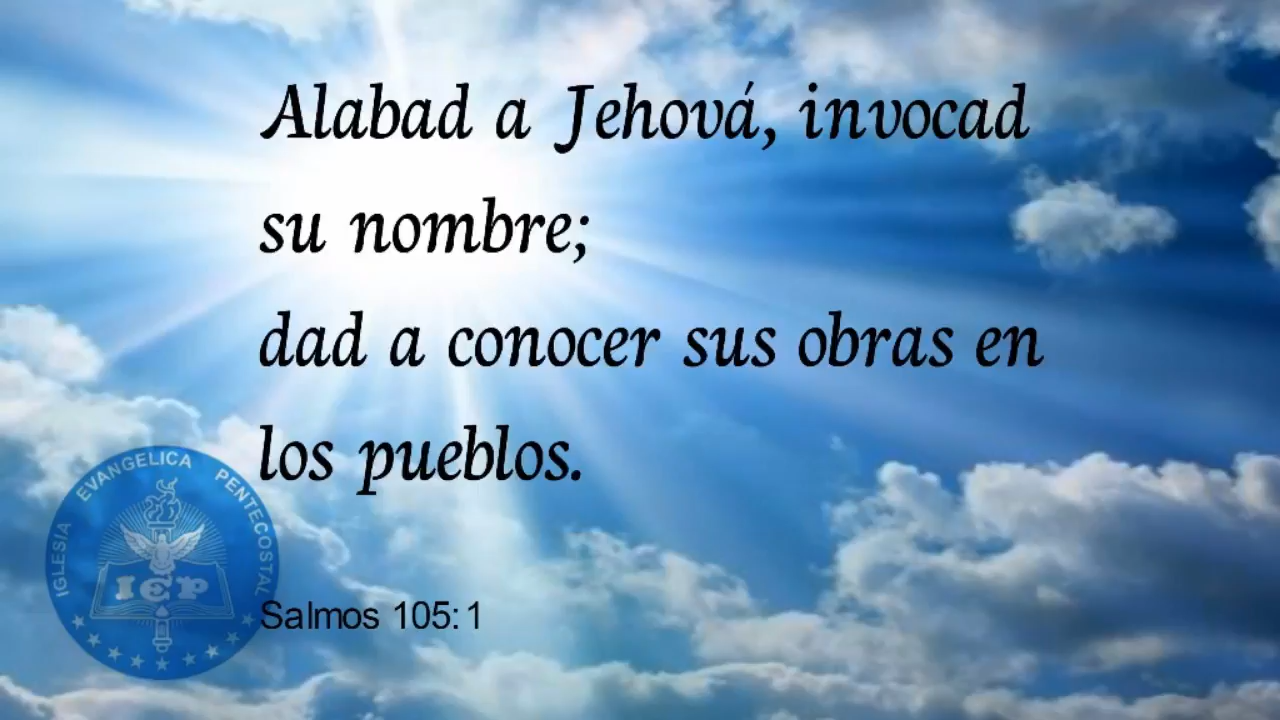 Alabad a Jehová, invocad
su nombre;
dad a conocer sus obras en
los pueblos.
IGLESIA EVANGELICA PENTECOSTAL
IEP
Salmos 105:1